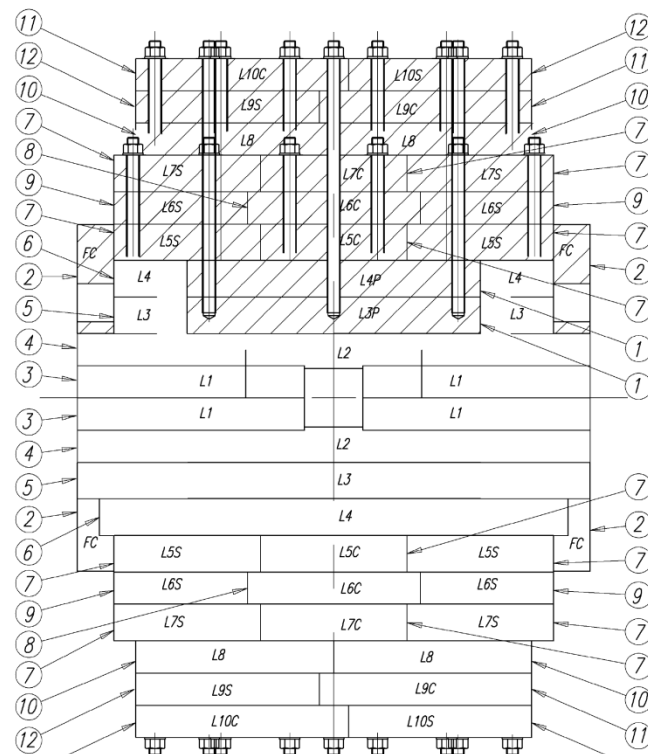 11 12
12 L10C L10S 11
L9S L9C
10 L8 L8 10
7 7
8 L7S L7C L7S 7
9 L6S L6C L6S 9
7 L5S L5C L5S 7
6 FC FC
2 L4 L4P L4 2
5 L3 L3P L3 7
4 L2 1
3 L1 L1 1
3 L1 L1
4 L2
5 L3 7
2 L4 2
6 FC FC
7 L5S L5C L5S 7
9 L6S L6C L6S 9
8 L7S L7C L7S 7
7 L8 L8 7
10 L9S L9C 10
12 L10C L10S 11